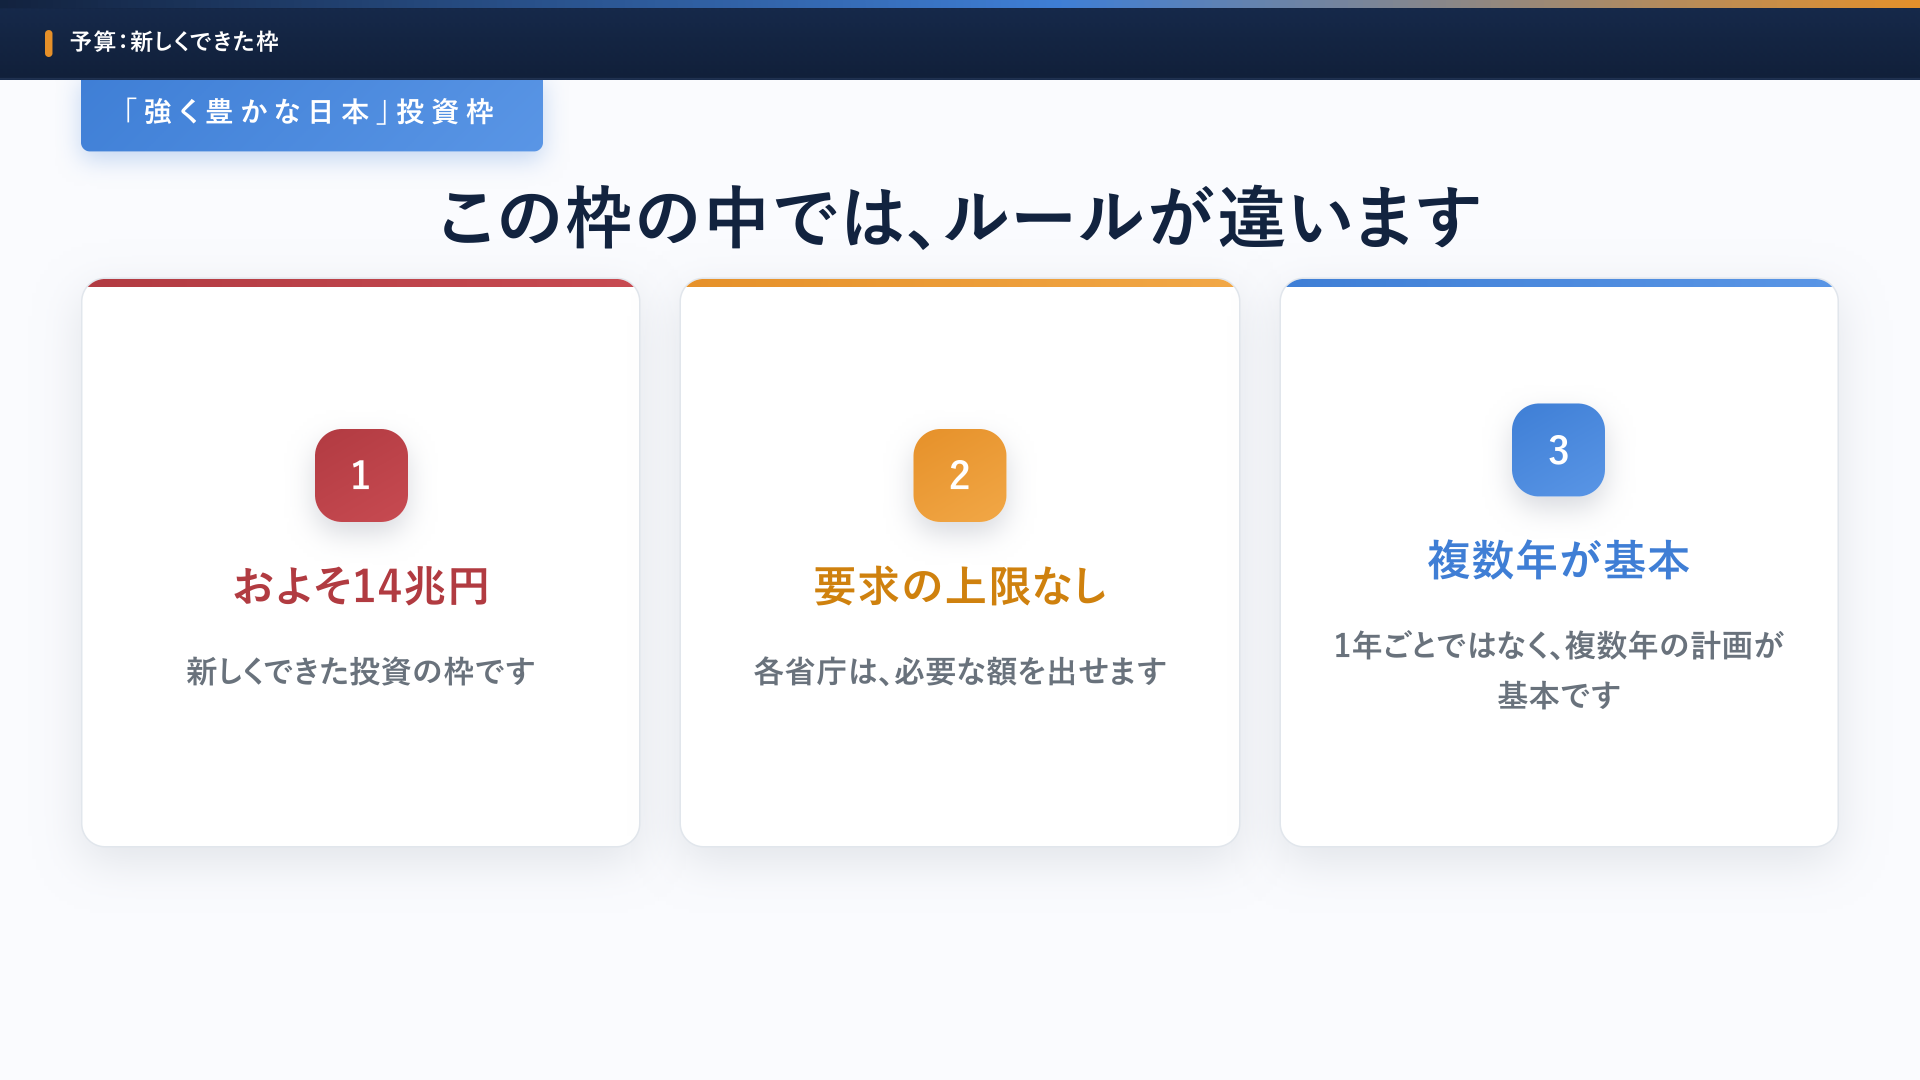 予算：新しくできた枠
「強く豊かな日本」投資枠
この枠の中では、ルールが違います
1
およそ14兆円
新しくできた投資の枠です
2
要求の上限なし
各省庁は、必要な額を出せます
3
複数年が基本
1年ごとではなく、複数年の計画が
基本です